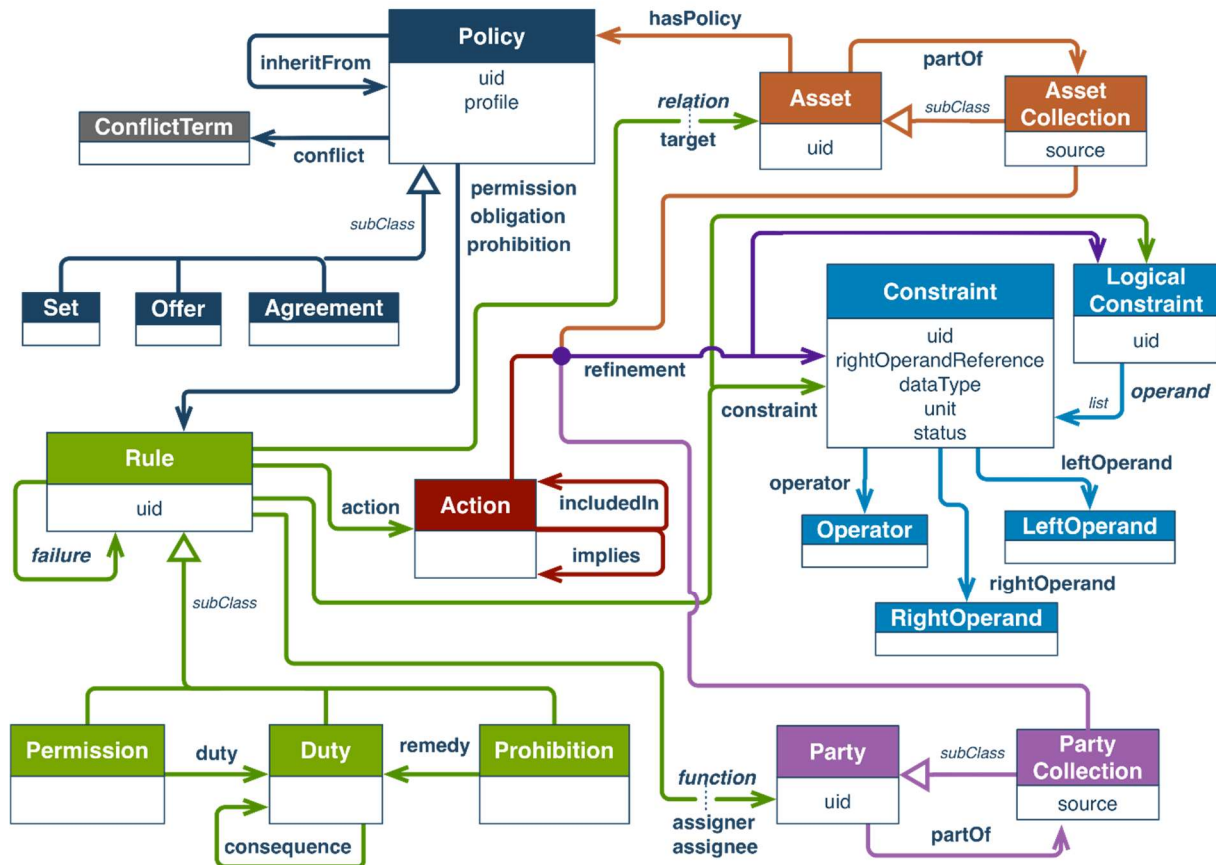 hasPolicy
Policy
inheritFrom
uid
profile
partOf
relation
Asset
subClass
Asset
Collection
ConflictTerm
conflict
target
uid
source
permission
obligation
prohibition
subClass
Set
Offer
Agreement
Constraint
Logical
Constraint
uid
rightOperandReference
dataType
unit
status
uid
refinement
constraint
list
operand
Rule
uid
failure
action
Action
includedIn
implies
operator
leftOperand
Operator
LeftOperand
rightOperand
RightOperand
subClass
Permission
duty
Duty
remedy
Prohibition
consequence
function
assigner
assignee
Party
uid
subClass
Party
Collection
source
partOf